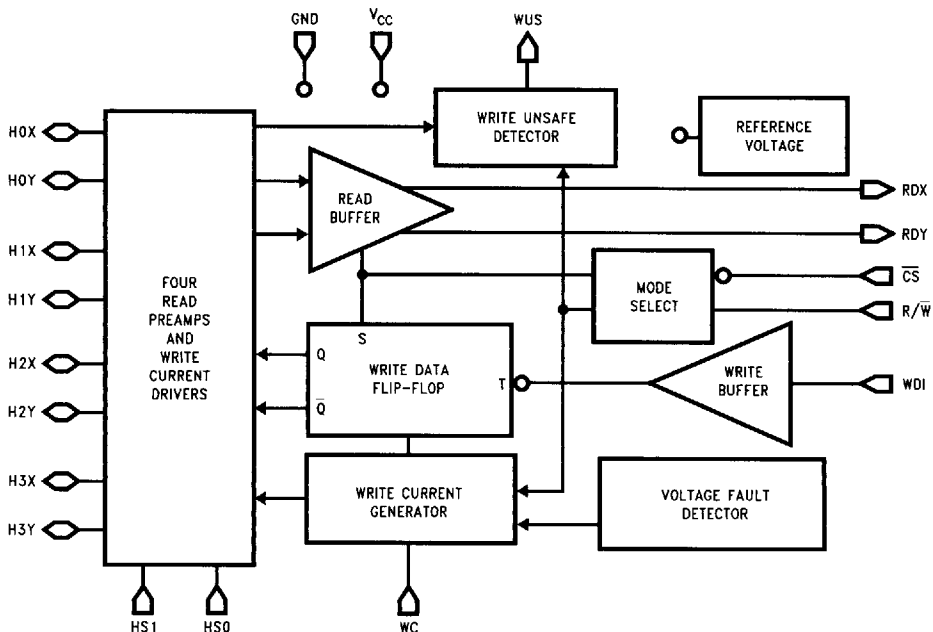 GND
VCC
WUS
H0X
H0Y
H1X
H1Y
H2X
H2Y
H3X
H3Y
FOUR
READ
PREAMPS
AND
WRITE
CURRENT
DRIVERS
WRITE UNSAFE
DETECTOR
REFERENCE
VOLTAGE
READ
BUFFER
RDX
RDY
MODE
SELECT
C̅S̅
R/W̅
S
Q
Q̅
WRITE DATA
FLIP-FLOP
T
WRITE
BUFFER
WDI
WRITE CURRENT
GENERATOR
VOLTAGE FAULT
DETECTOR
HS1
HS0
WC